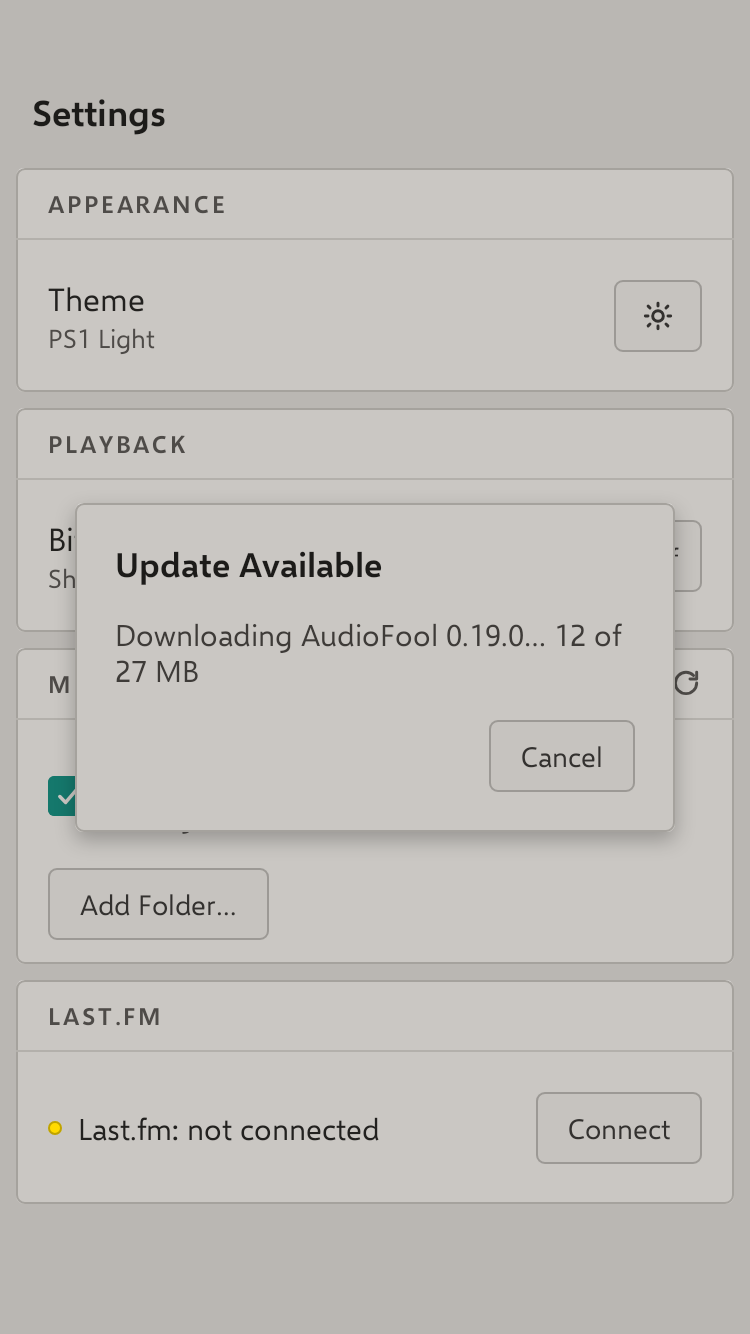 Settings
APPEARANCE
Theme
PS1 Light
PLAYBACK
Update Available
Downloading AudioFool 0.19.0... 12 of
27 MB
Cancel
Add Folder...
LAST.FM
Last.fm: not connected
Connect